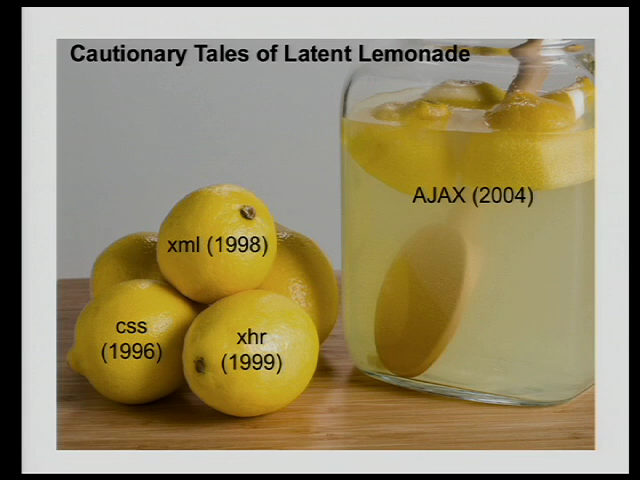 Cautionary Tales of Latent Lemonade
AJAX (2004)
xml (1998)
css
(1996)
xhr
(1999)